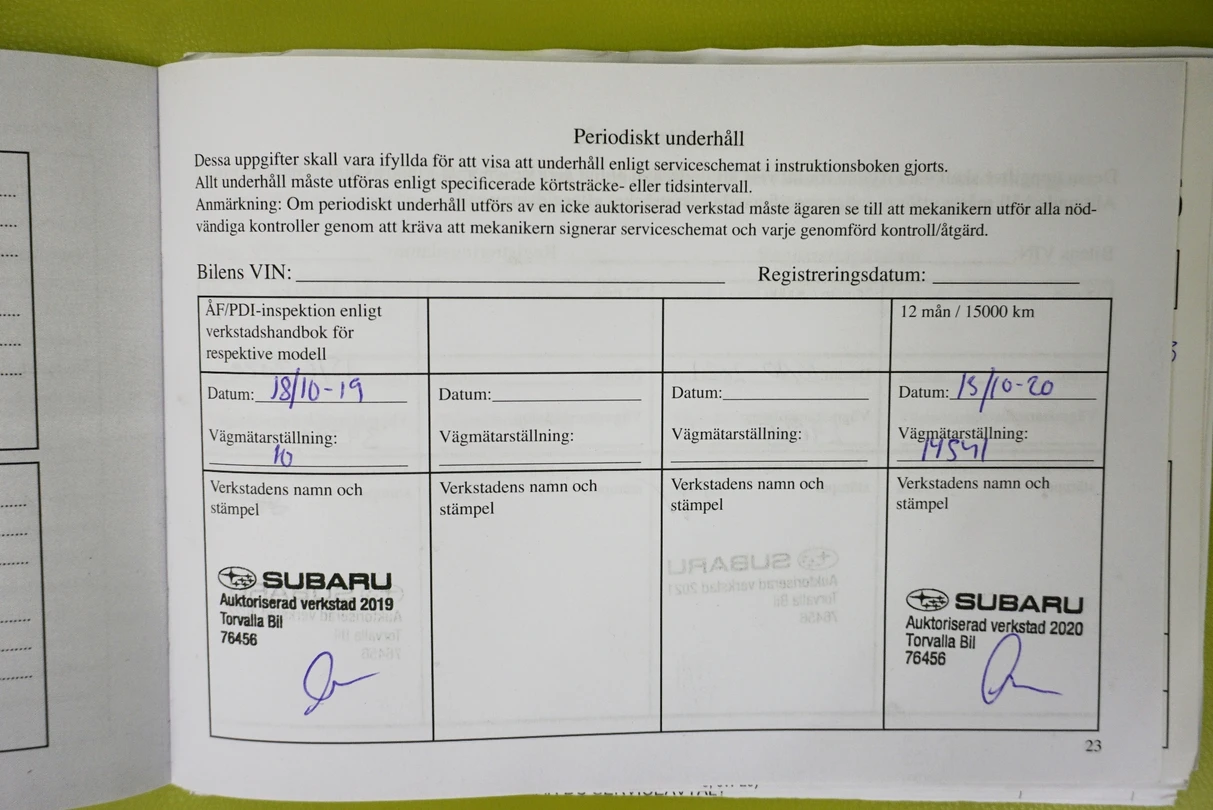 Periodiskt underhåll
Dessa uppgifter skall vara ifyllda för att visa att underhåll enligt serviceschemat i instruktionsboken gjorts.
Allt underhåll måste utföras enligt specificerade körtsträcke- eller tidsintervall.
Anmärkning: Om periodiskt underhåll utförs av en icke auktoriserad verkstad måste ägaren se till att mekanikern utför alla nöd-
vändiga kontroller genom att kräva att mekanikern signerar serviceschemat och varje genomförd kontroll/åtgärd.
Bilens VIN: Registreringsdatum:
ÅF/PDI-inspektion enligt
verkstadshandbok för
respektive modell
Datum: 18/10-19
Vägmätarställning:
10
Verkstadens namn och
stämpel
SUBARU
Auktoriserad verkstad 2019
Torvalla Bil
76456
Datum:
Vägmätarställning:
Verkstadens namn och
stämpel
Datum:
Vägmätarställning:
Verkstadens namn och
stämpel
12 mån / 15000 km
Datum: 15/10-20
Vägmätarställning:
14541
Verkstadens namn och
stämpel
SUBARU
Auktoriserad verkstad 2020
Torvalla Bil
76456
23